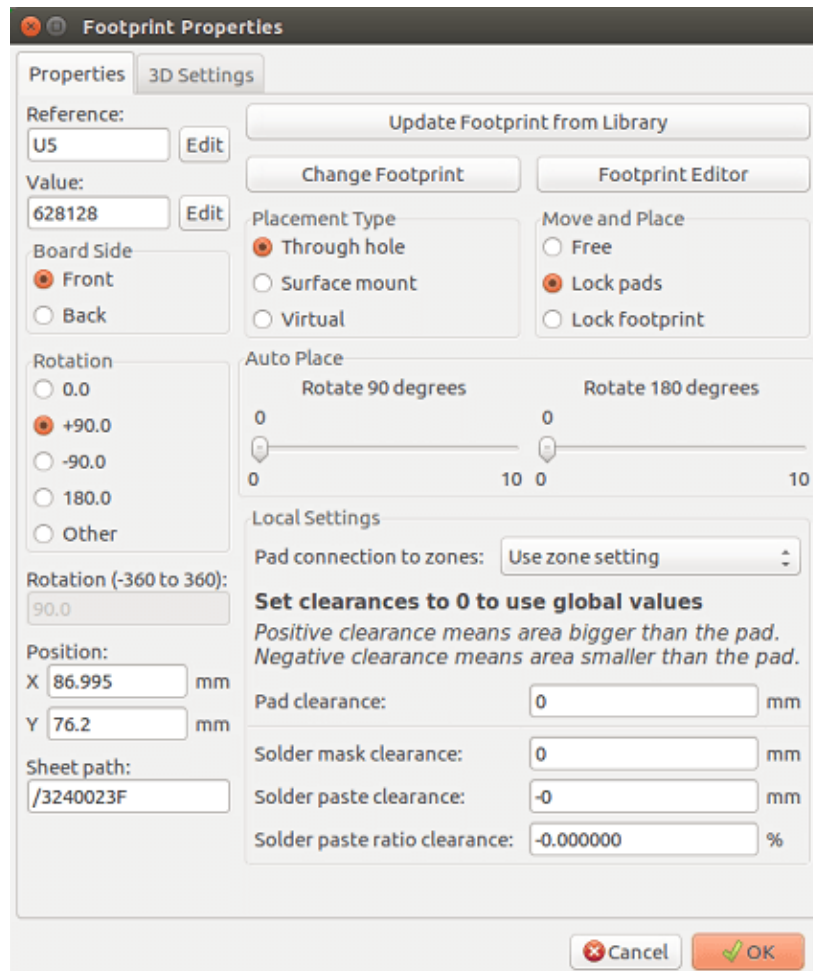 Footprint Properties
Properties
3D Settings
Reference:
U5
Edit
Value:
628128
Edit
Board Side
Front
Back
Rotation
0.0
+90.0
-90.0
180.0
Other
Rotation (-360 to 360):
90.0
Position:
X 86.995 mm
Y 76.2 mm
Sheet path:
/3240023F
Update Footprint from Library
Change Footprint
Footprint Editor
Placement Type
Through hole
Surface mount
Virtual
Move and Place
Free
Lock pads
Lock footprint
Auto Place
Rotate 90 degrees
0
0 10
Rotate 180 degrees
0
0 10
Local Settings
Pad connection to zones: Use zone setting
Set clearances to 0 to use global values
Positive clearance means area bigger than the pad.
Negative clearance means area smaller than the pad.
Pad clearance: 0 mm
Solder mask clearance: 0 mm
Solder paste clearance: -0 mm
Solder paste ratio clearance: -0.000000 %
Cancel
OK